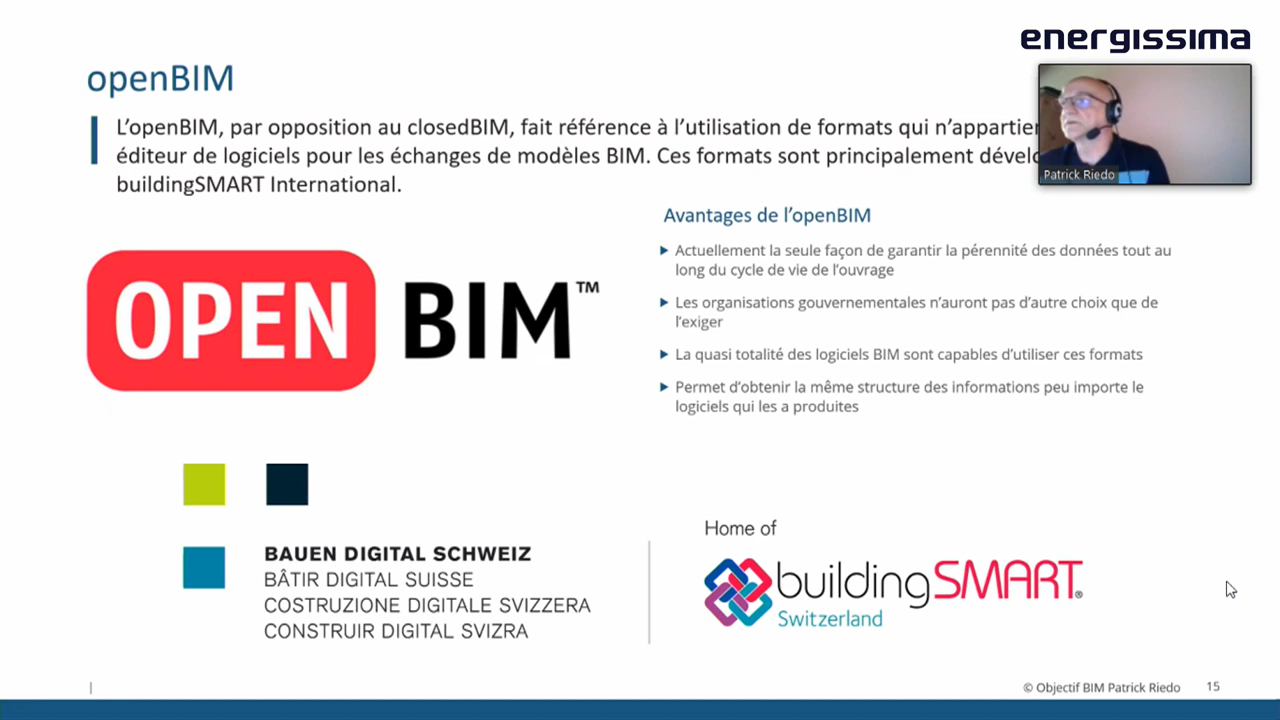 energissima
openBIM
L’openBIM, par opposition au closedBIM, fait référence à l’utilisation de formats qui
éditeur de logiciels pour les échanges de modèles BIM. Ces formats sont principalement
buildingSMART International.
Patrick Riedo
Avantages de l’openBIM
Actuellement la seule façon de garantir la pérennité des données tout au
long du cycle de vie de l’ouvrage
Les organisations gouvernementales n’auront pas d’autre choix que de
l’exiger
La quasi totalité des logiciels BIM sont capables d’utiliser ces formats
Permet d’obtenir la même structure des informations peu importe le
logiciels qui les a produites
OPEN BIM™
BAUEN DIGITAL SCHWEIZ
BÂTIR DIGITAL SUISSE
COSTRUZIONE DIGITALE SVIZZERA
CONSTRUIR DIGITAL SVIZRA
Home of
buildingSMART®
Switzerland
© Objectif BIM Patrick Riedo 15